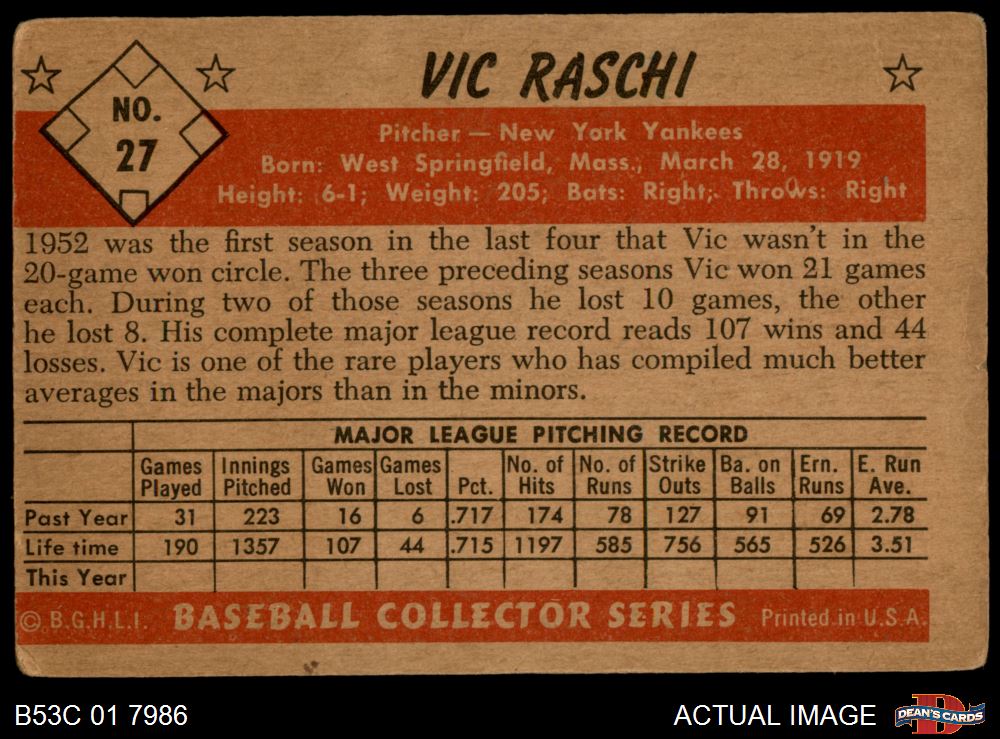 NO.
27
VIC RASCHI
Pitcher — New York Yankees
Born: West Springfield, Mass., March 28, 1919
Height: 6-1; Weight: 205; Bats: Right; Throws: Right
1952 was the first season in the last four that Vic wasn't in the
20-game won circle. The three preceding seasons Vic won 21 games
each. During two of those seasons he lost 10 games, the other
he lost 8. His complete major league record reads 107 wins and 44
losses. Vic is one of the rare players who has compiled much better
averages in the majors than in the minors.
MAJOR LEAGUE PITCHING RECORD
Games Innings Games Games No. of No. of Strike Ba. on Ern. E. Run
Played Pitched Won Lost Pct. Hits Runs Outs Balls Runs Ave.
Past Year 31 223 16 6 .717 174 78 127 91 69 2.78
Life time 190 1357 107 44 .715 1197 585 756 565 526 3.51
This Year
© B.G.H.L.I. BASEBALL COLLECTOR SERIES Printed in U.S.A.
B53C 01 7986 ACTUAL IMAGE DEAN'S CARDS